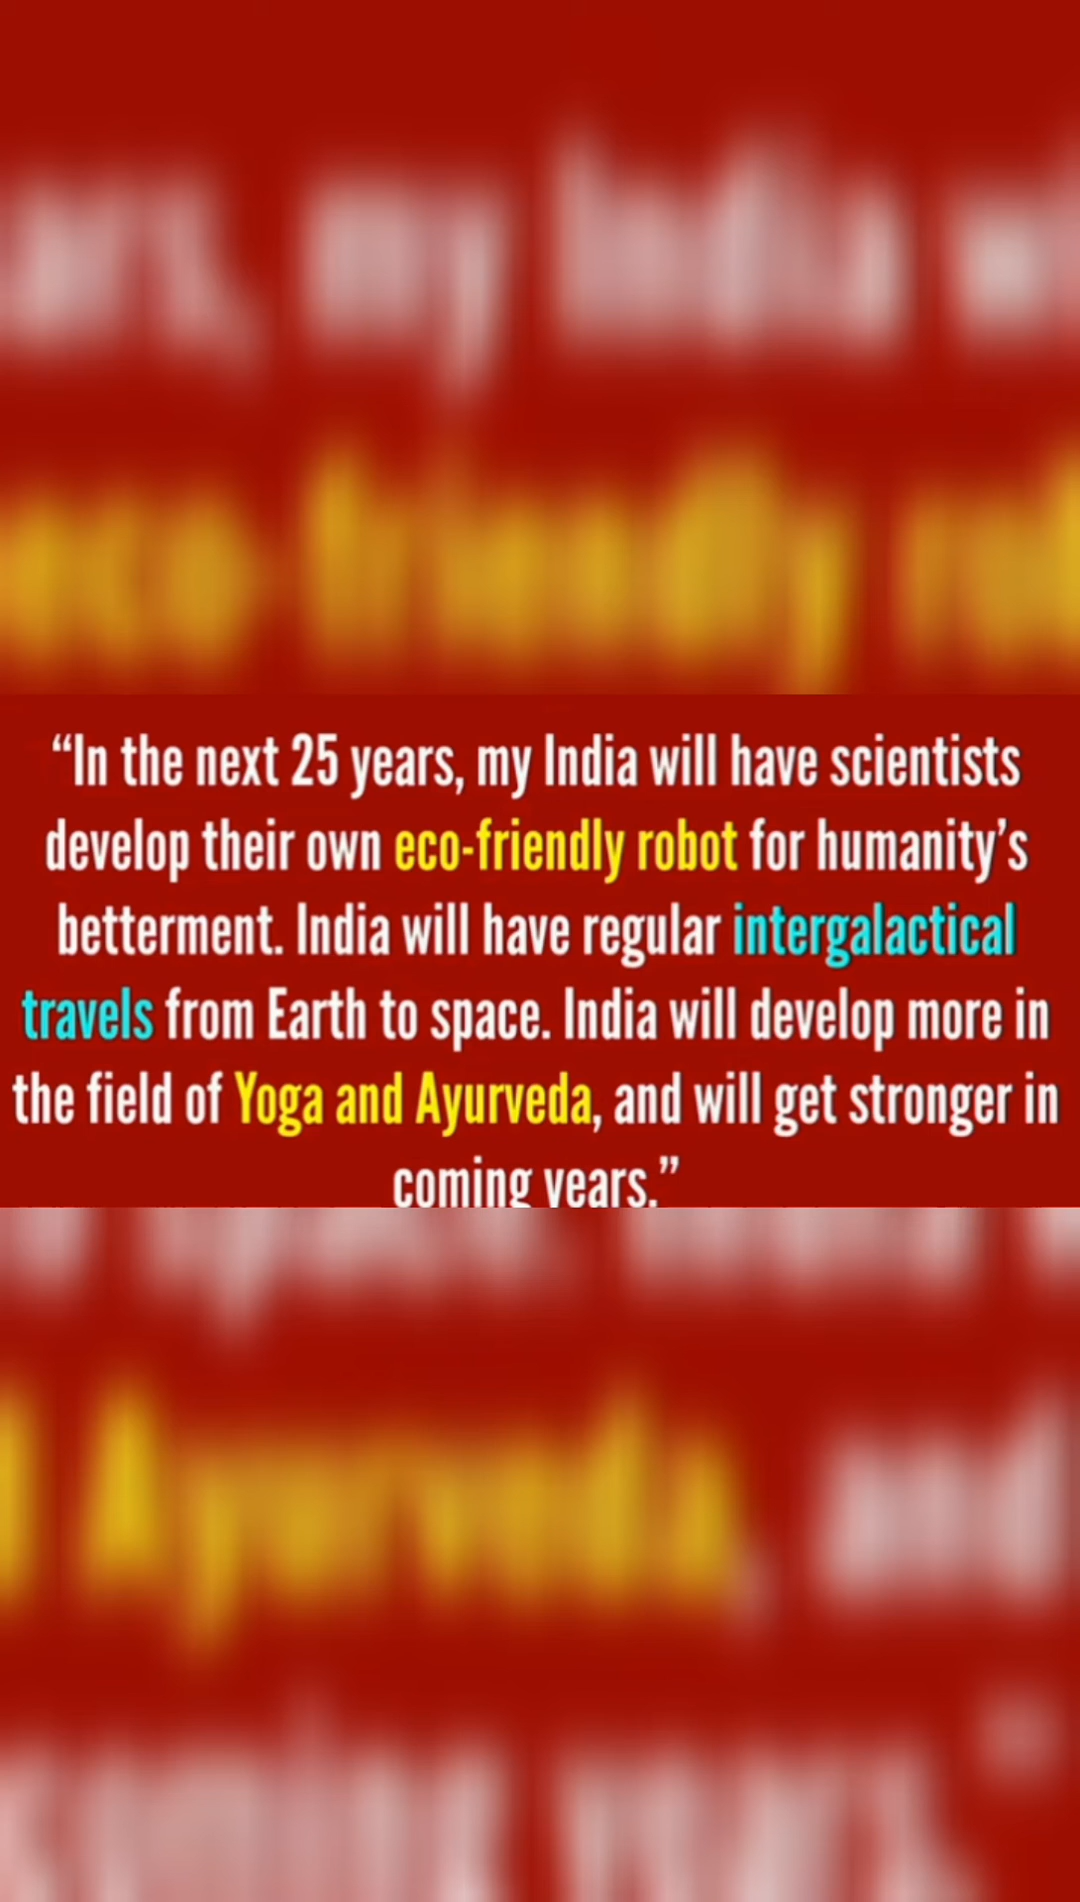 “In the next 25 years, my India will have scientists
develop their own eco-friendly robot for humanity’s
betterment. India will have regular intergalactical
travels from Earth to space. India will develop more in
the field of Yoga and Ayurveda, and will get stronger in
coming years.”